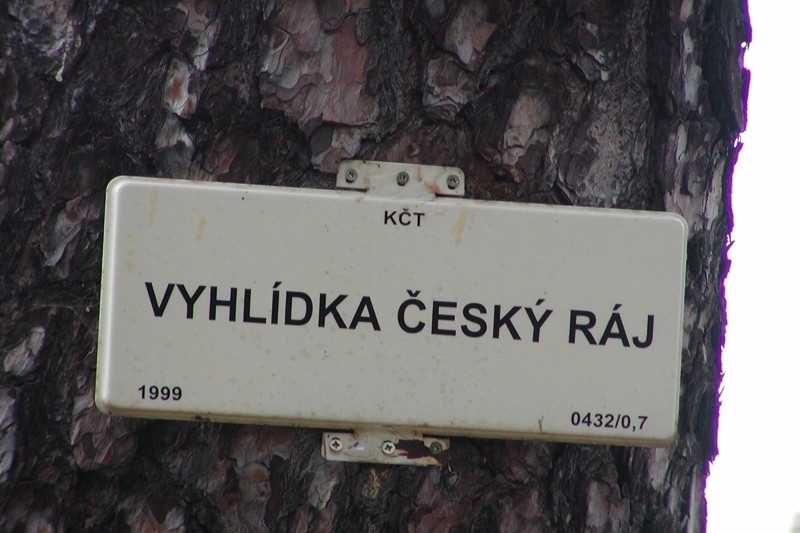 KČT
VYHLÍDKA ČESKÝ RÁJ
1999
0432/0,7